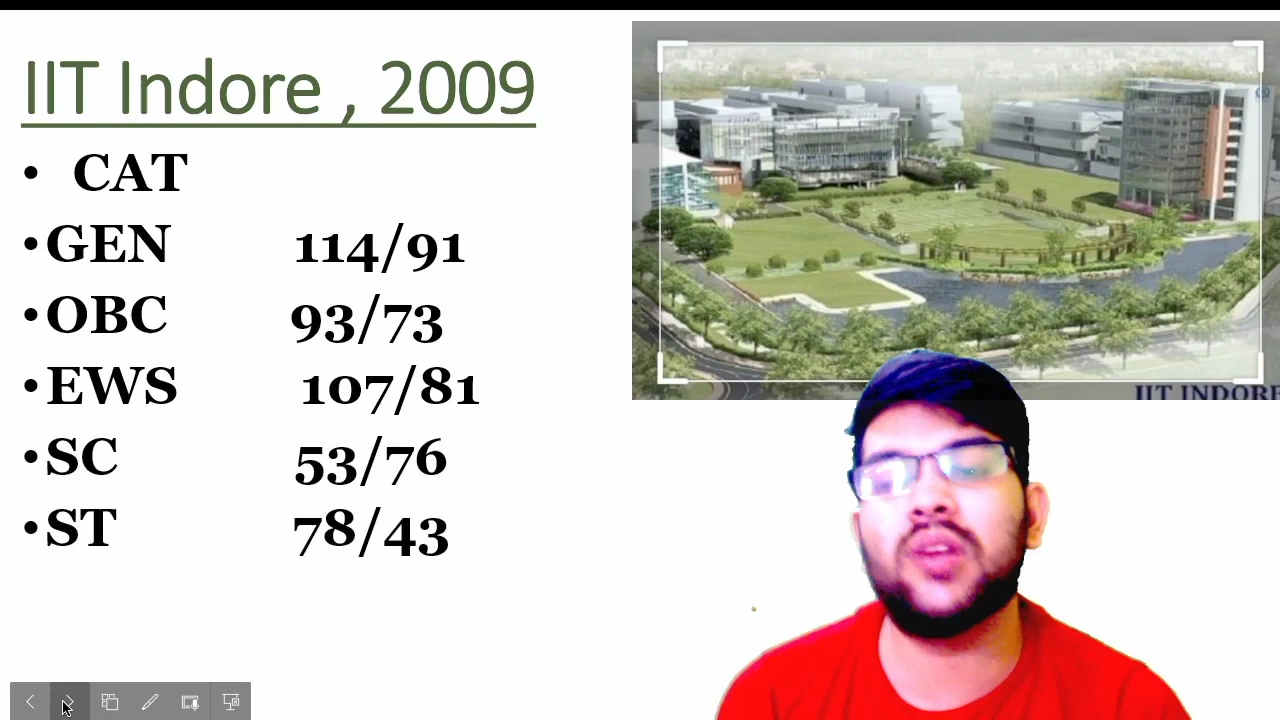 IIT Indore , 2009
• CAT
• GEN 114/91
• OBC 93/73
• EWS 107/81
• SC 53/76
• ST 78/43
IIT INDORE